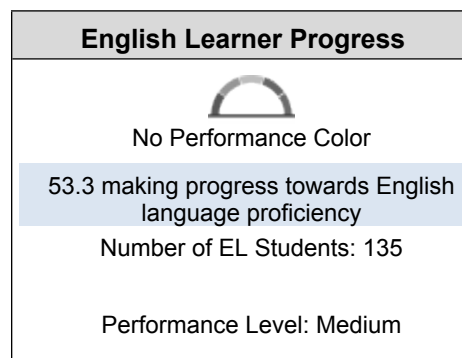 English Learner Progress
No Performance Color
53.3 making progress towards English
language proficiency
Number of EL Students: 135
Performance Level: Medium